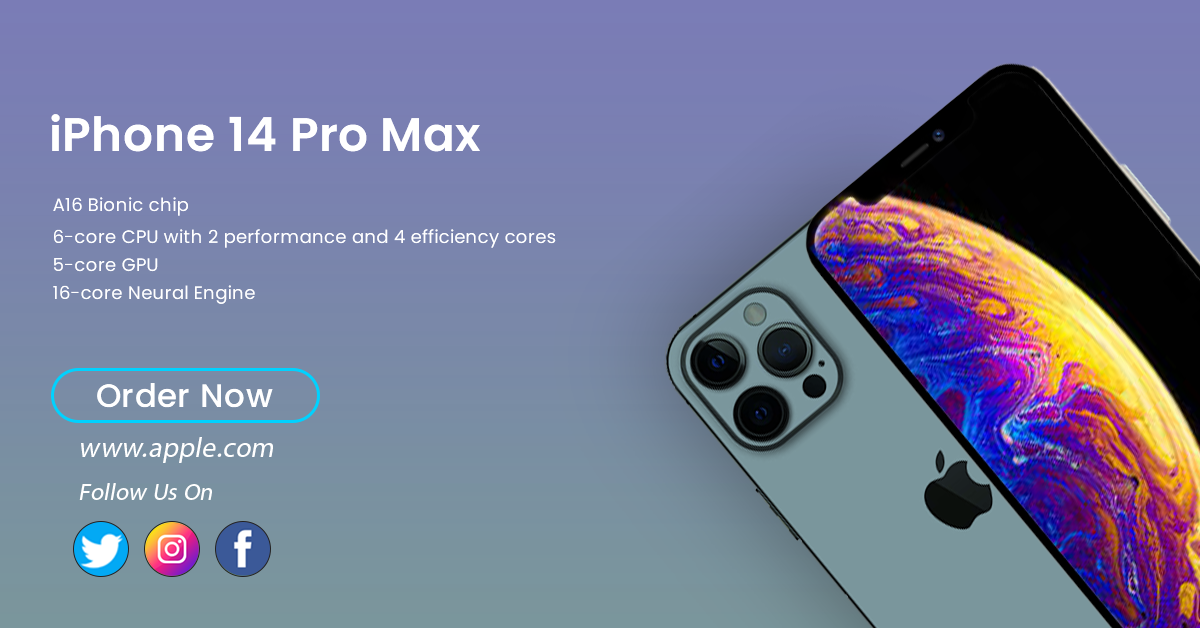 iPhone 14 Pro Max
A16 Bionic chip
6-core CPU with 2 performance and 4 efficiency cores
5-core GPU
16-core Neural Engine
Order Now
www.apple.com
Follow Us On